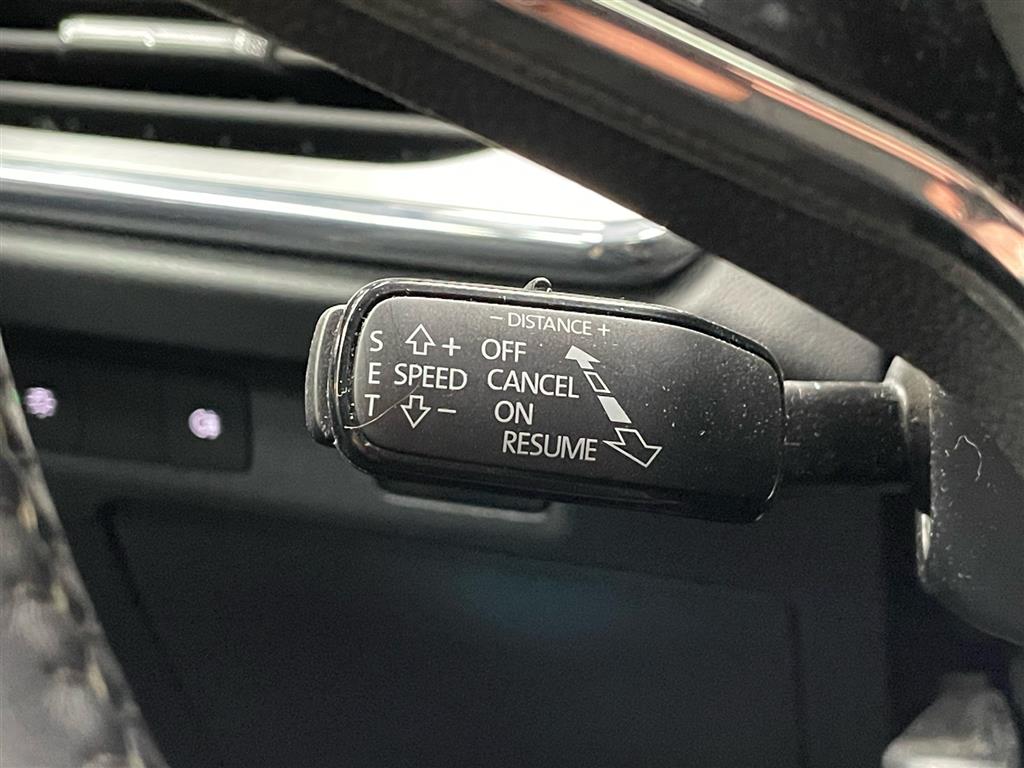 − DISTANCE +
S + OFF
E SPEED CANCEL
T − ON
RESUME